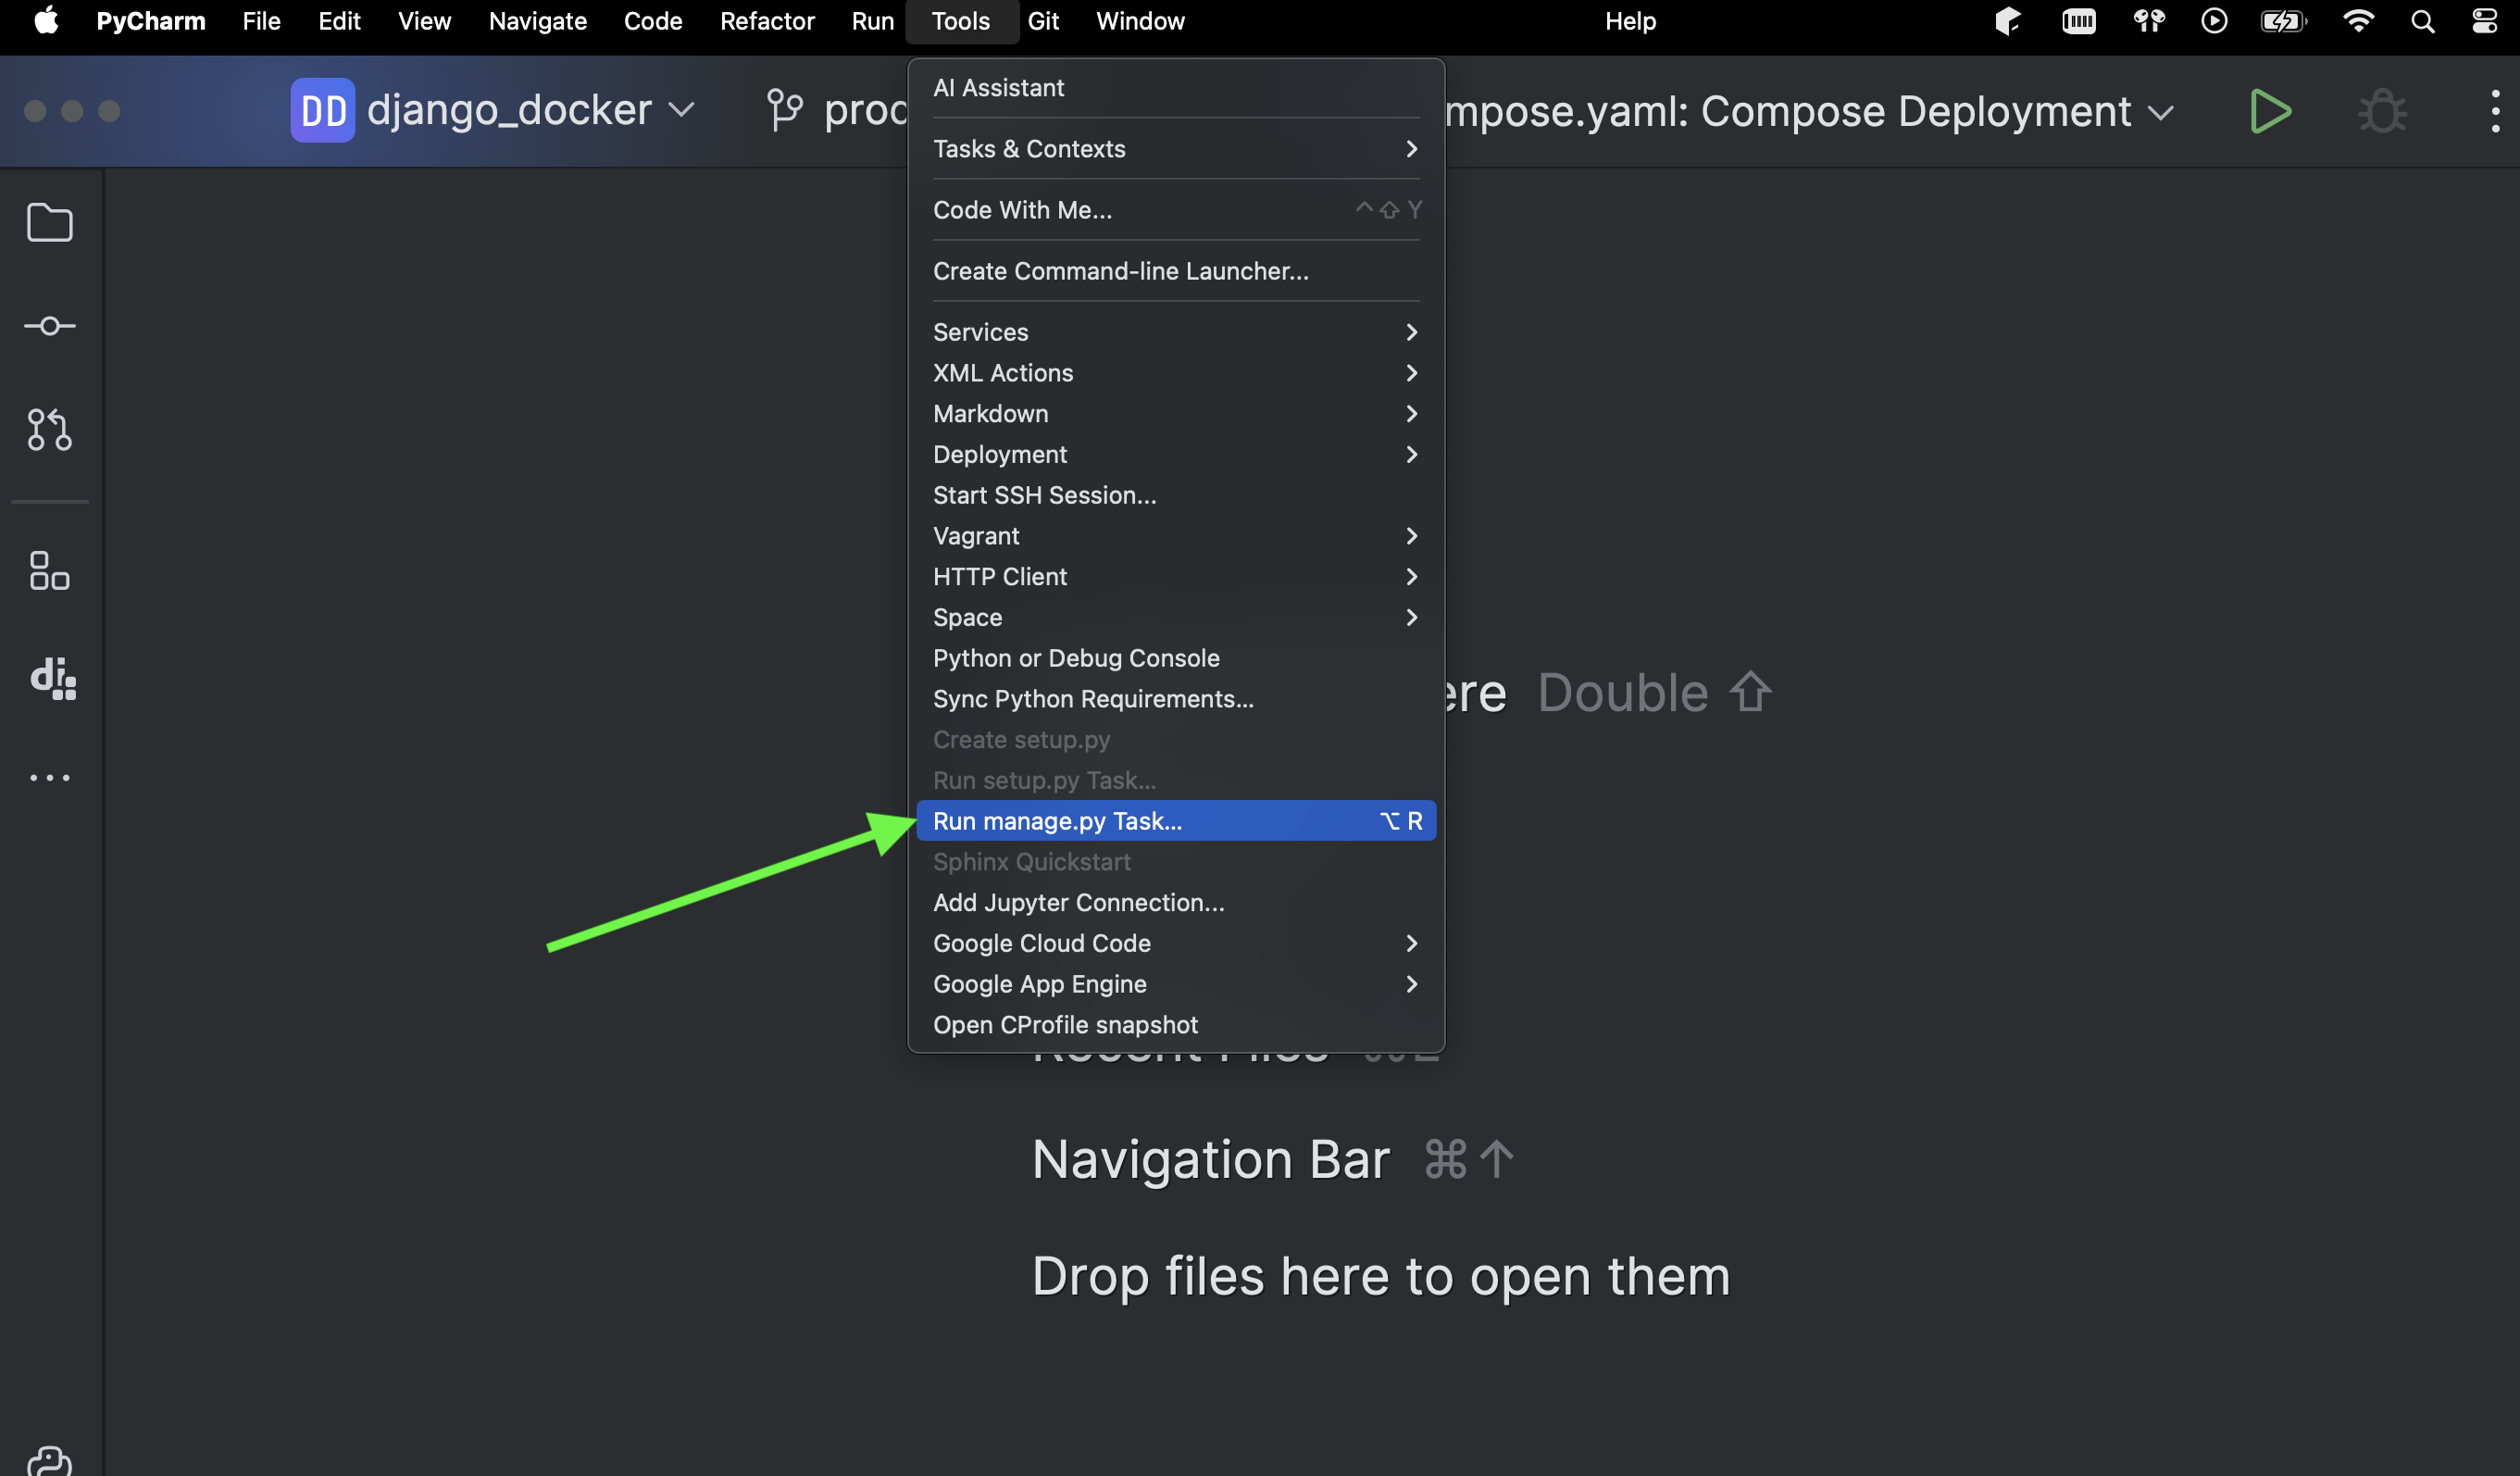 PyCharm File Edit View Navigate Code Refactor Run Tools Git Window Help
DD django_docker
mpose.yaml: Compose Deployment
AI Assistant
Tasks & Contexts
Code With Me... ^⇧ Y
Create Command-line Launcher...
Services
XML Actions
Markdown
Deployment
Start SSH Session...
Vagrant
HTTP Client
Space
Python or Debug Console
Sync Python Requirements...
Create setup.py
Run setup.py Task...
Run manage.py Task... ⌥ R
Sphinx Quickstart
Add Jupyter Connection...
Google Cloud Code
Google App Engine
Open CProfile snapshot
ere Double ⇧
Recent Files ⌘E
Navigation Bar ⌘↑
Drop files here to open them